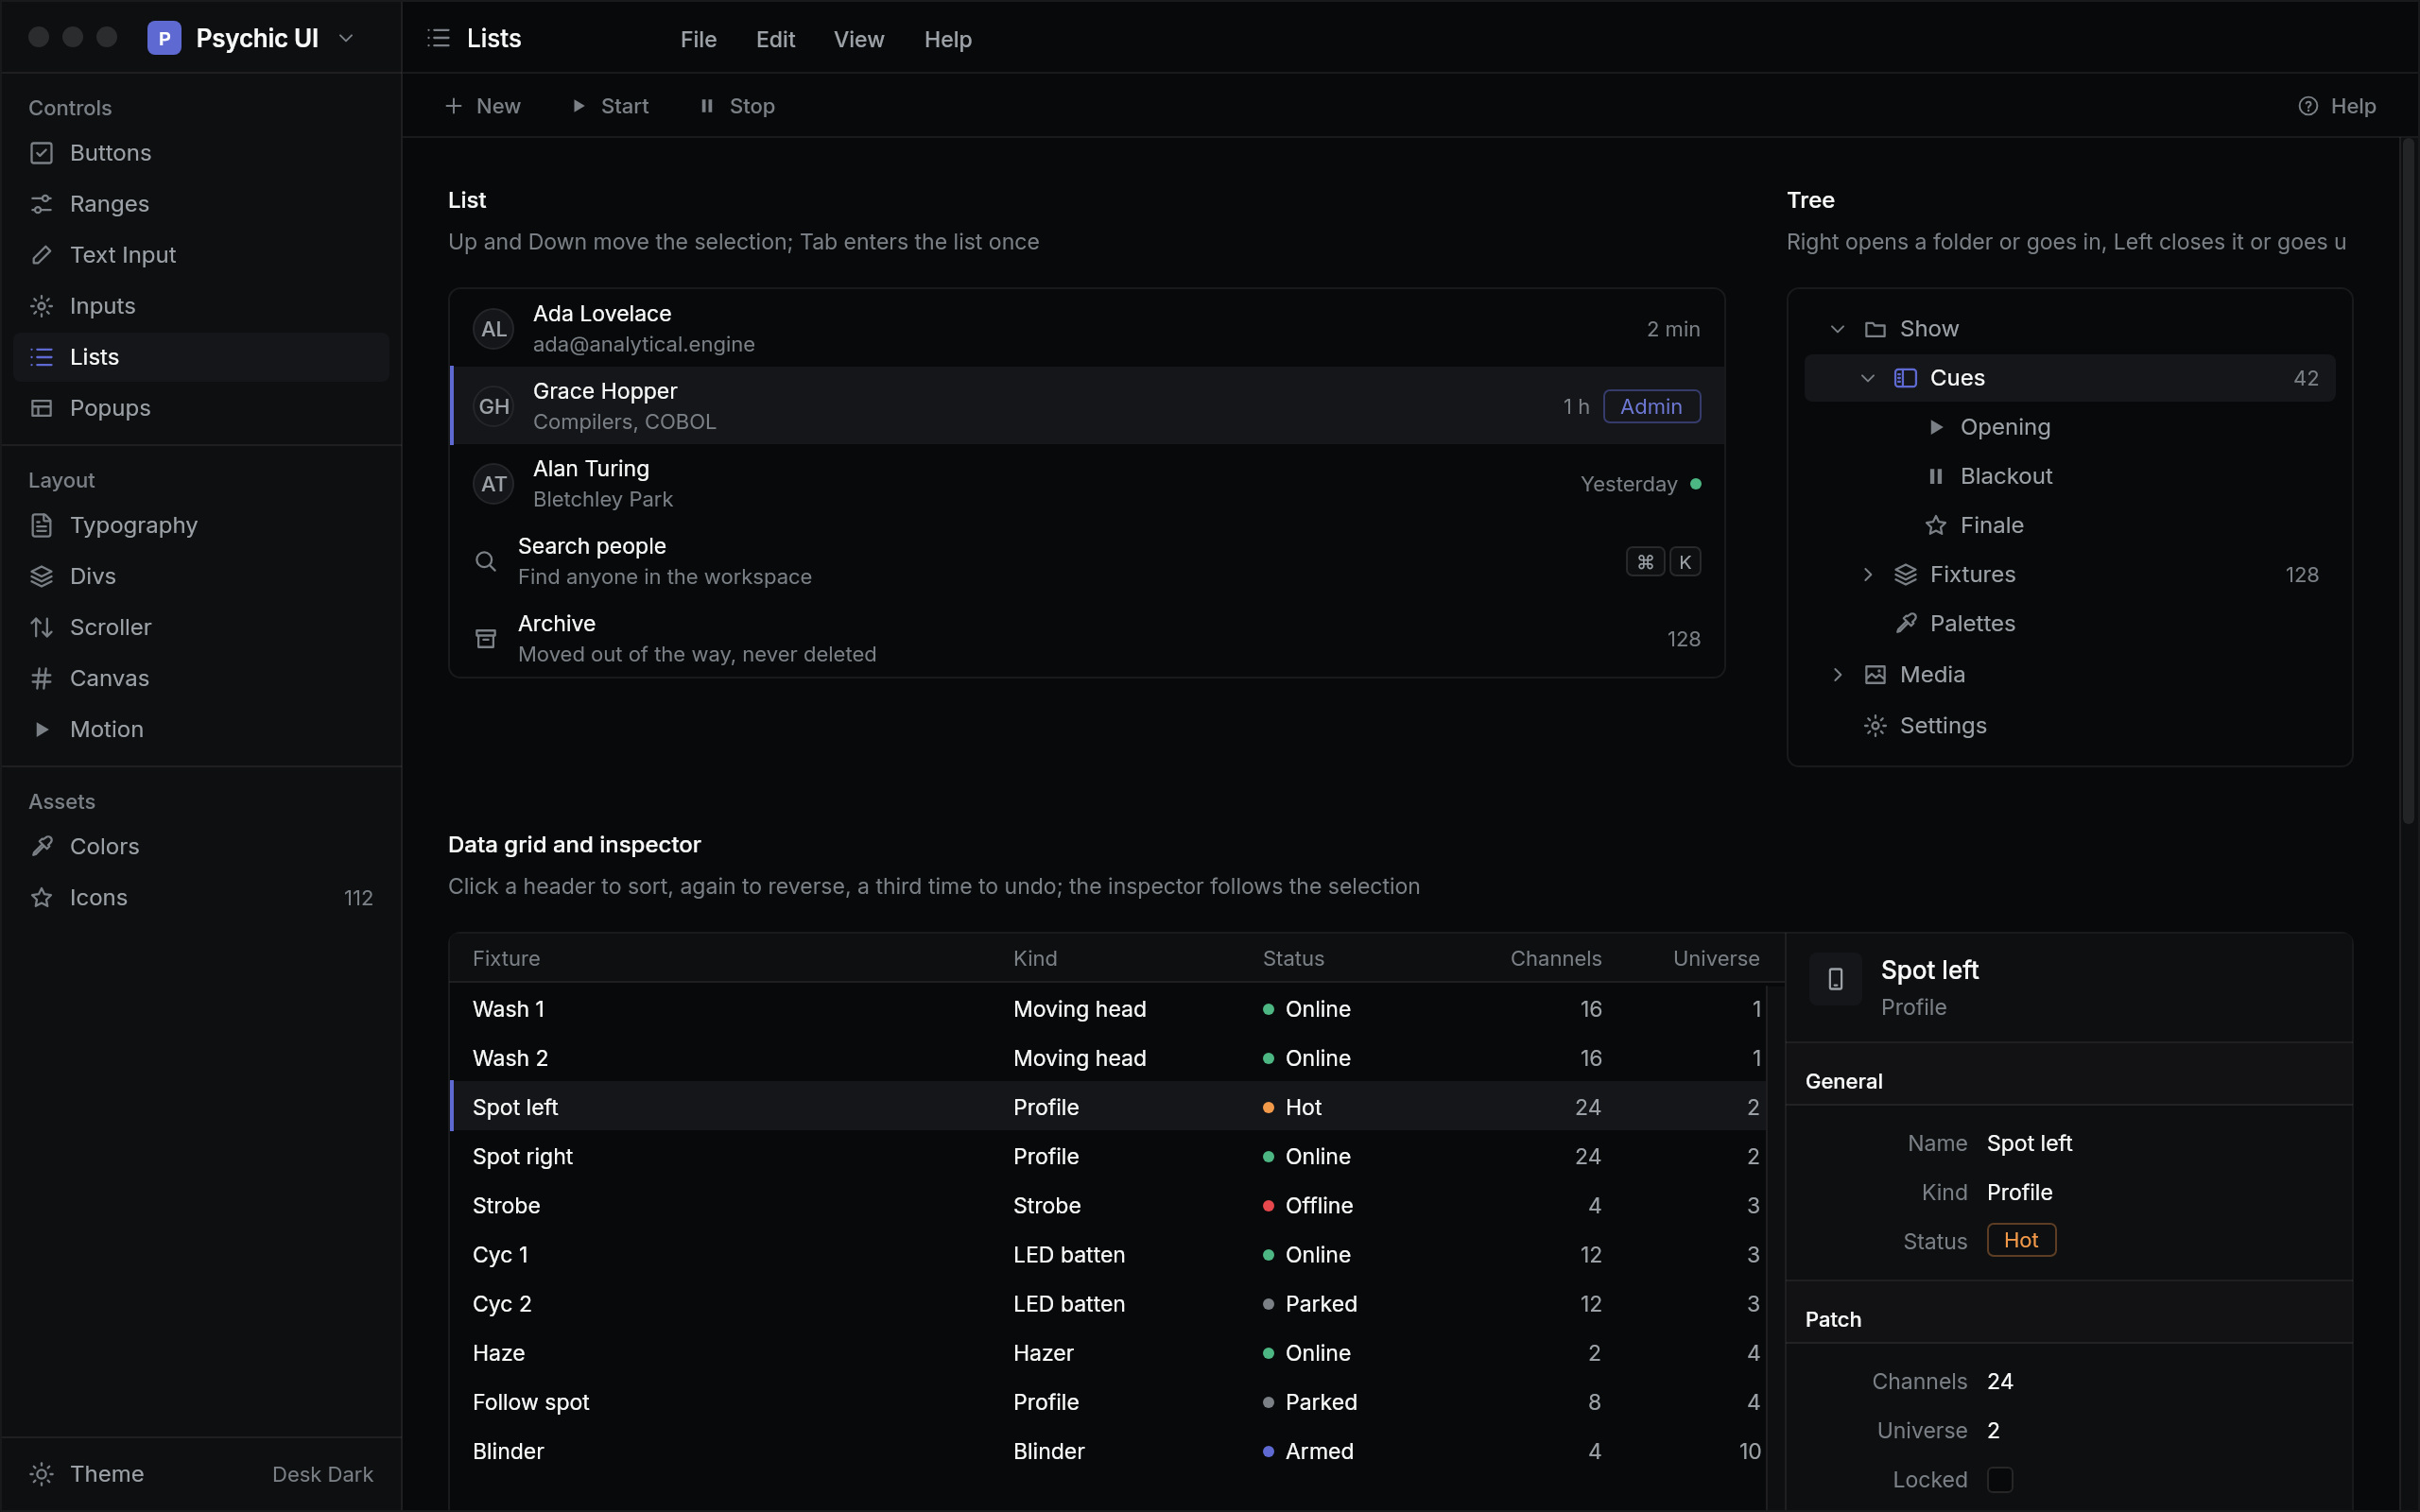 P Psychic UI
Controls
Buttons
Ranges
Text Input
Inputs
Lists
Popups
Layout
Typography
Divs
Scroller
Canvas
Motion
Assets
Colors
Icons 112
Theme Desk Dark
Lists File Edit View Help
New Start Stop Help
List
Up and Down move the selection; Tab enters the list once
AL Ada Lovelace 2 min
ada@analytical.engine
GH Grace Hopper 1 h Admin
Compilers, COBOL
AT Alan Turing Yesterday
Bletchley Park
Search people ⌘ K
Find anyone in the workspace
Archive 128
Moved out of the way, never deleted
Tree
Right opens a folder or goes in, Left closes it or goes u
Show
Cues 42
Opening
Blackout
Finale
Fixtures 128
Palettes
Media
Settings
Data grid and inspector
Click a header to sort, again to reverse, a third time to undo; the inspector follows the selection
Fixture Kind Status Channels Universe
Wash 1 Moving head Online 16 1
Wash 2 Moving head Online 16 1
Spot left Profile Hot 24 2
Spot right Profile Online 24 2
Strobe Strobe Offline 4 3
Cyc 1 LED batten Online 12 3
Cyc 2 LED batten Parked 12 3
Haze Hazer Online 2 4
Follow spot Profile Parked 8 4
Blinder Blinder Armed 4 10
Spot left
Profile
General
Name Spot left
Kind Profile
Status Hot
Patch
Channels 24
Universe 2
Locked